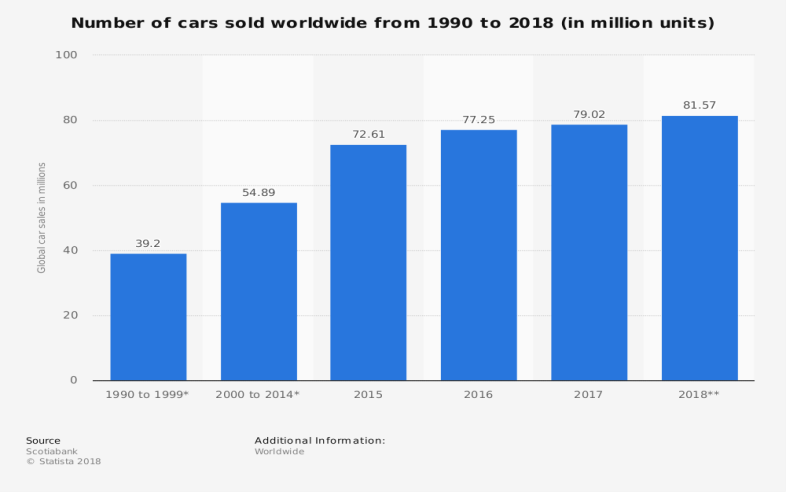 Number of cars sold worldwide from 1990 to 2018 (in million units)
100
80
60
40
20
0
Global car sales in millions
39.2
54.89
72.61
77.25
79.02
81.57
1990 to 1999*
2000 to 2014*
2015
2016
2017
2018**
Source
Scotiabank
© Statista 2018
Additional Information:
Worldwide